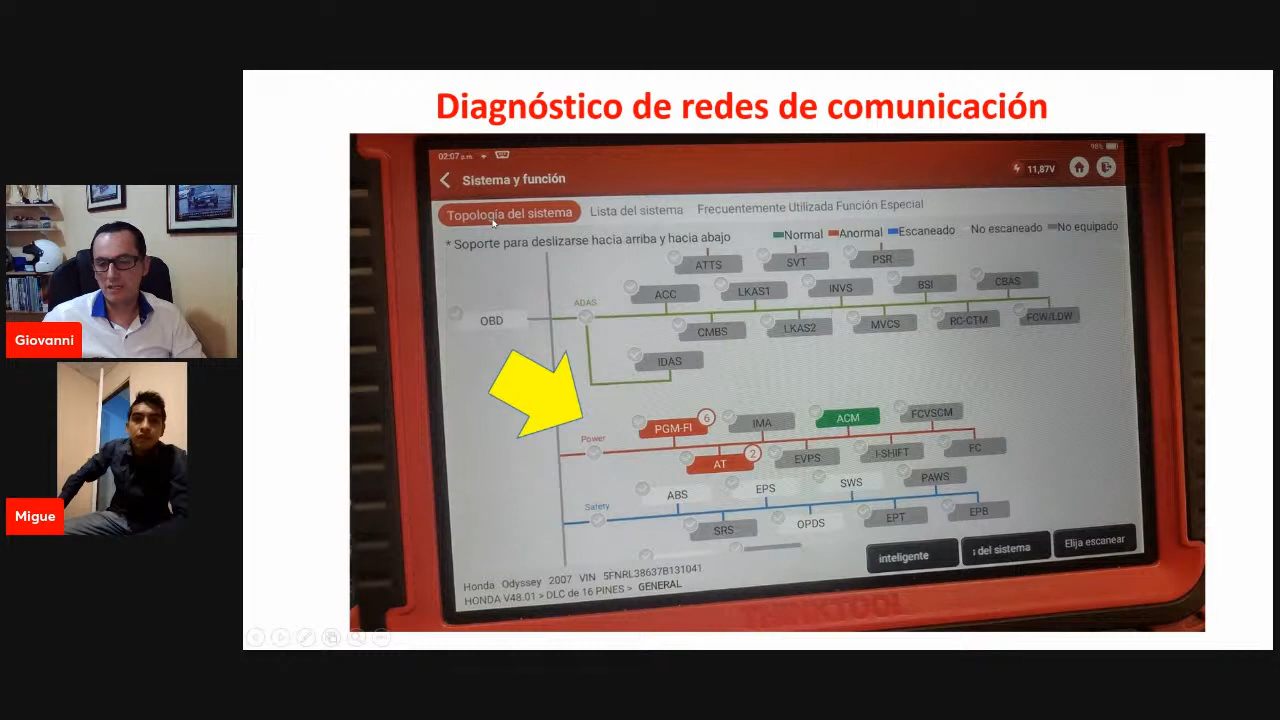 Diagnóstico de redes de comunicación
02:07 p.m.
98%
Sistema y función
11,87V
Topología del sistema
Lista del sistema
Frecuentemente Utilizada Función Especial
* Soporte para deslizarse hacia arriba y hacia abajo
Normal
Anormal
Escaneado
No escaneado
No equipado
ATTS
SVT
PSR
ADAS
ACC
LKAS1
INVS
BSI
CBAS
OBD
CMBS
LKAS2
MVCS
RC-CTM
FCW/LDW
IDAS
Giovanni
Power
PGM-FI
6
IMA
ACM
FCVSCM
AT
2
EVPS
I-SHIFT
FC
Safety
ABS
EPS
SWS
PAWS
SRS
OPDS
EPT
EPB
Migue
inteligente
del sistema
Elija escanear
Honda Odyssey 2007 VIN 5FNRL38637B131041
HONDA V48.01 > DLC de 16 PINES > GENERAL